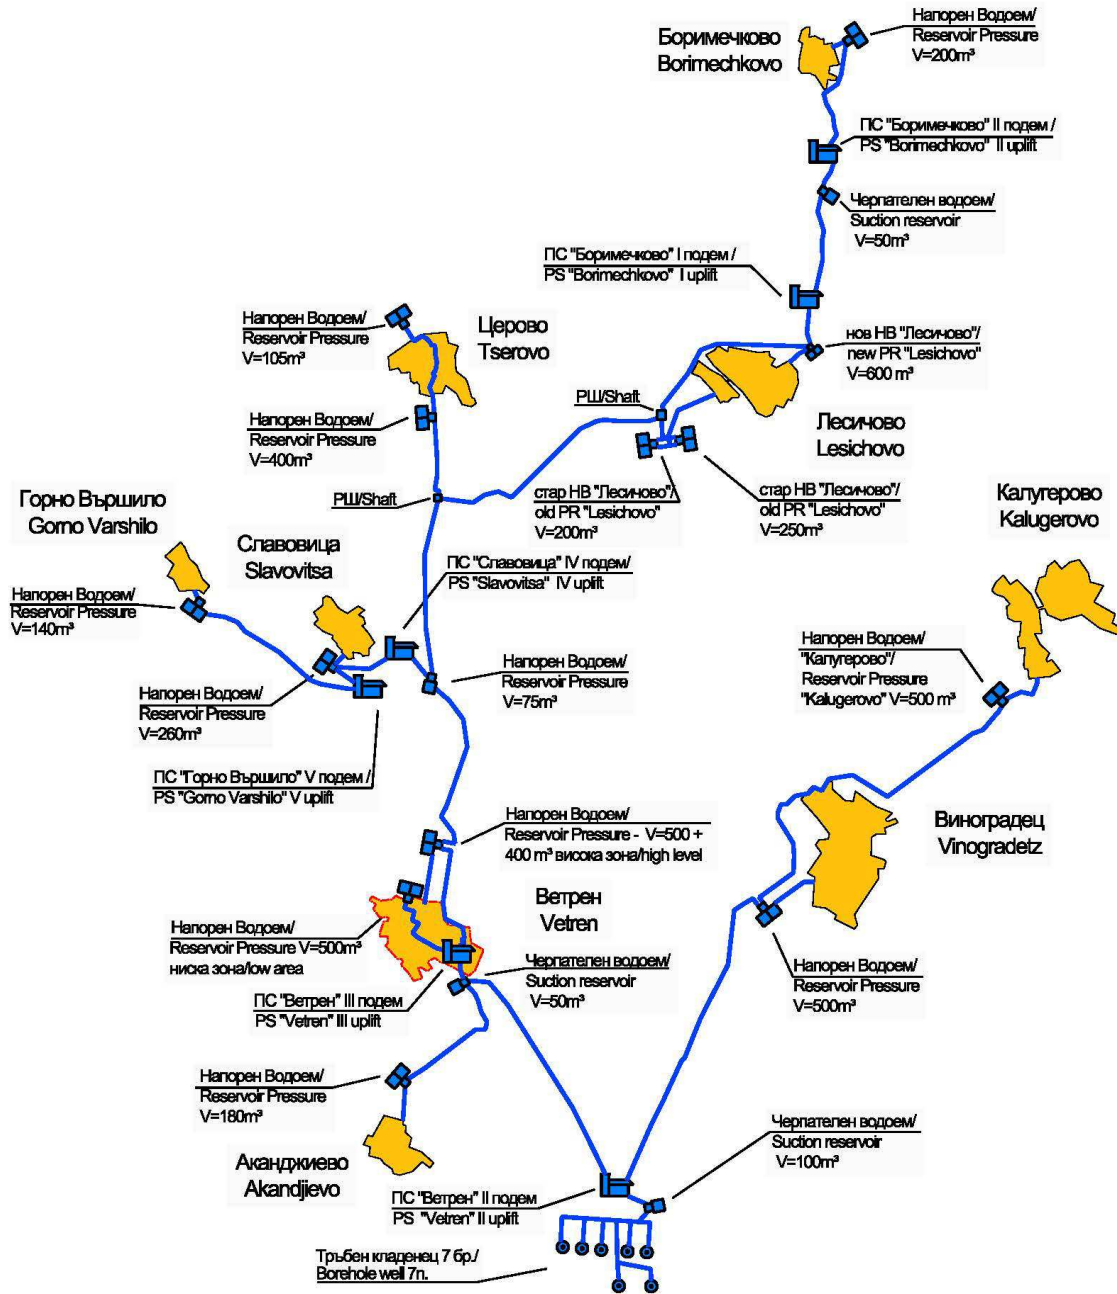 Напорен Водоем/
Reservoir Pressure
V=200m³
Боримечково
Borimechkovo
ПС "Боримечково" II подем /
PS "Borimechkovo" II uplift
Черпателен водоем/
Suction reservoir
V=50m³
ПС "Боримечково" I подем /
PS "Borimechkovo" I uplift
Напорен Водоем/
Reservoir Pressure
V=105m³
Церово
Tserovo
нов НВ "Лесичово"/
new PR "Lesichovo"
V=600 m³
РШ/Shaft
Напорен Водоем/
Reservoir Pressure
V=400m³
Лесичово
Lesichovo
Горно Вършило
Gorno Varshilo
РШ/Shaft
стар НВ "Лесичово"/
old PR "Lesichovo"
V=200m³
стар НВ "Лесичово"/
old PR "Lesichovo"
V=250m³
Калугерово
Kalugerovo
Славовица
Slavovitsa
ПС "Славовица" IV подем/
PS "Slavovitsa" IV uplift
Напорен Водоем/
Reservoir Pressure
V=140m³
Напорен Водоем/
Reservoir Pressure
V=75m³
Напорен Водоем/
"Калугерово"/
Reservoir Pressure
"Kalugerovo" V=500 m³
Напорен Водоем/
Reservoir Pressure
V=260m³
ПС "Горно Вършило" V подем /
PS "Gorno Varshilo" V uplift
Напорен Водоем/
Reservoir Pressure - V=500 +
400 m³ висока зона/high level
Виноградец
Vinogradetz
Ветрен
Vetren
Напорен Водоем/
Reservoir Pressure V=500m³
ниска зона/low area
Черпателен водоем/
Suction reservoir
V=50m³
Напорен Водоем/
Reservoir Pressure
V=500m³
ПС "Ветрен" III подем
PS "Vetren" III uplift
Напорен Водоем/
Reservoir Pressure
V=180m³
Черпателен водоем/
Suction reservoir
V=100m³
Аканджиево
Akandjievo
ПС "Ветрен" II подем
PS "Vetren" II uplift
Тръбен кладенец 7 бр./
Borehole well 7n.